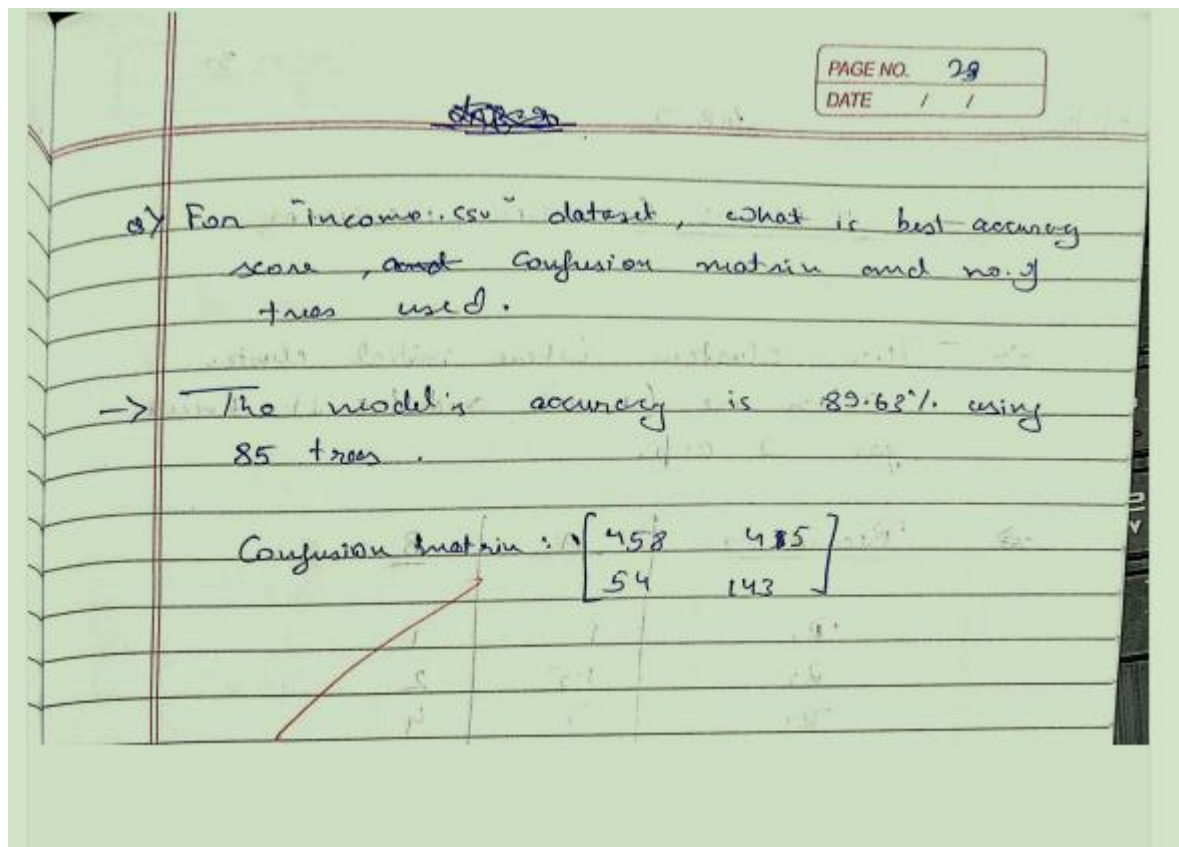 PAGE NO. 28
DATE / /
Q) For "income.csv" dataset, what is best accuracy
score, and Confusion matrix and no. of
trees used.
-> The model's accuracy is 89.63% using
85 trees.
Confusion matrix : [458 485
54 143]